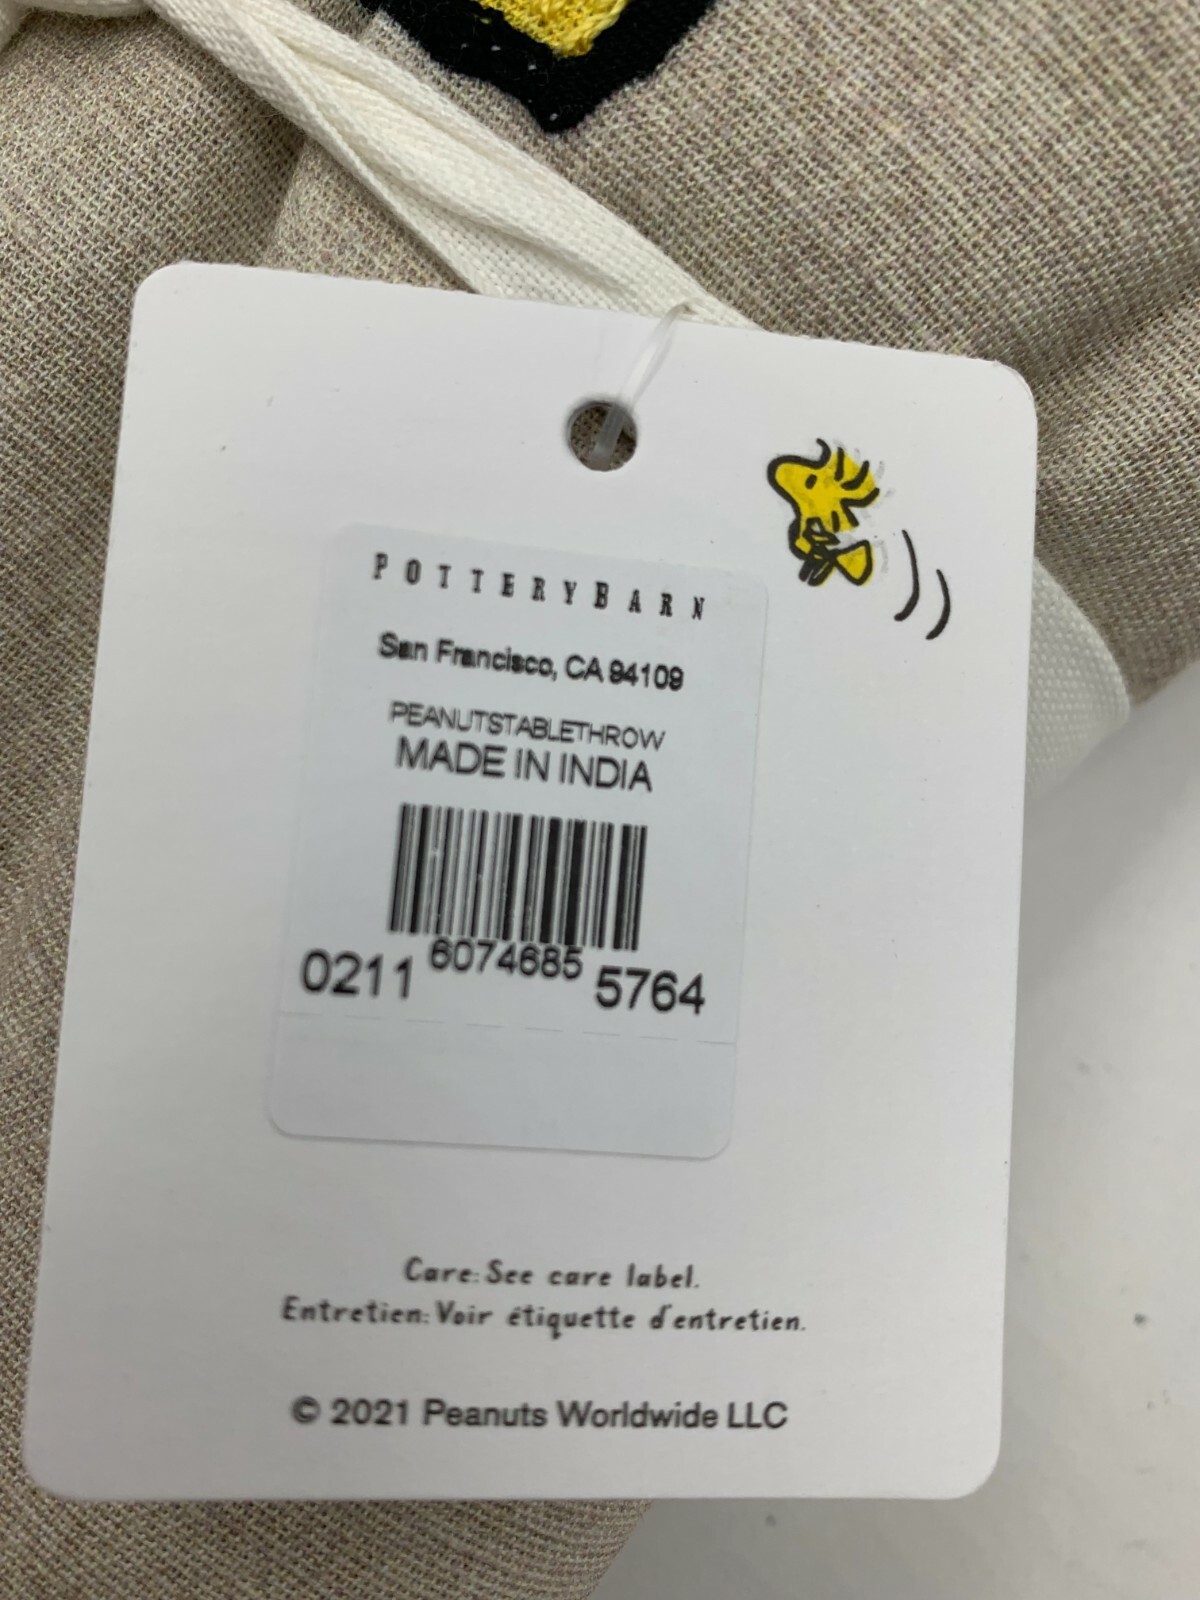 POTTERYBARN
San Francisco, CA 94109
PEANUTSTABLETHROW
MADE IN INDIA
0211 6074685 5764
Care: See care label.
Entretien: Voir étiquette d'entretien.
© 2021 Peanuts Worldwide LLC